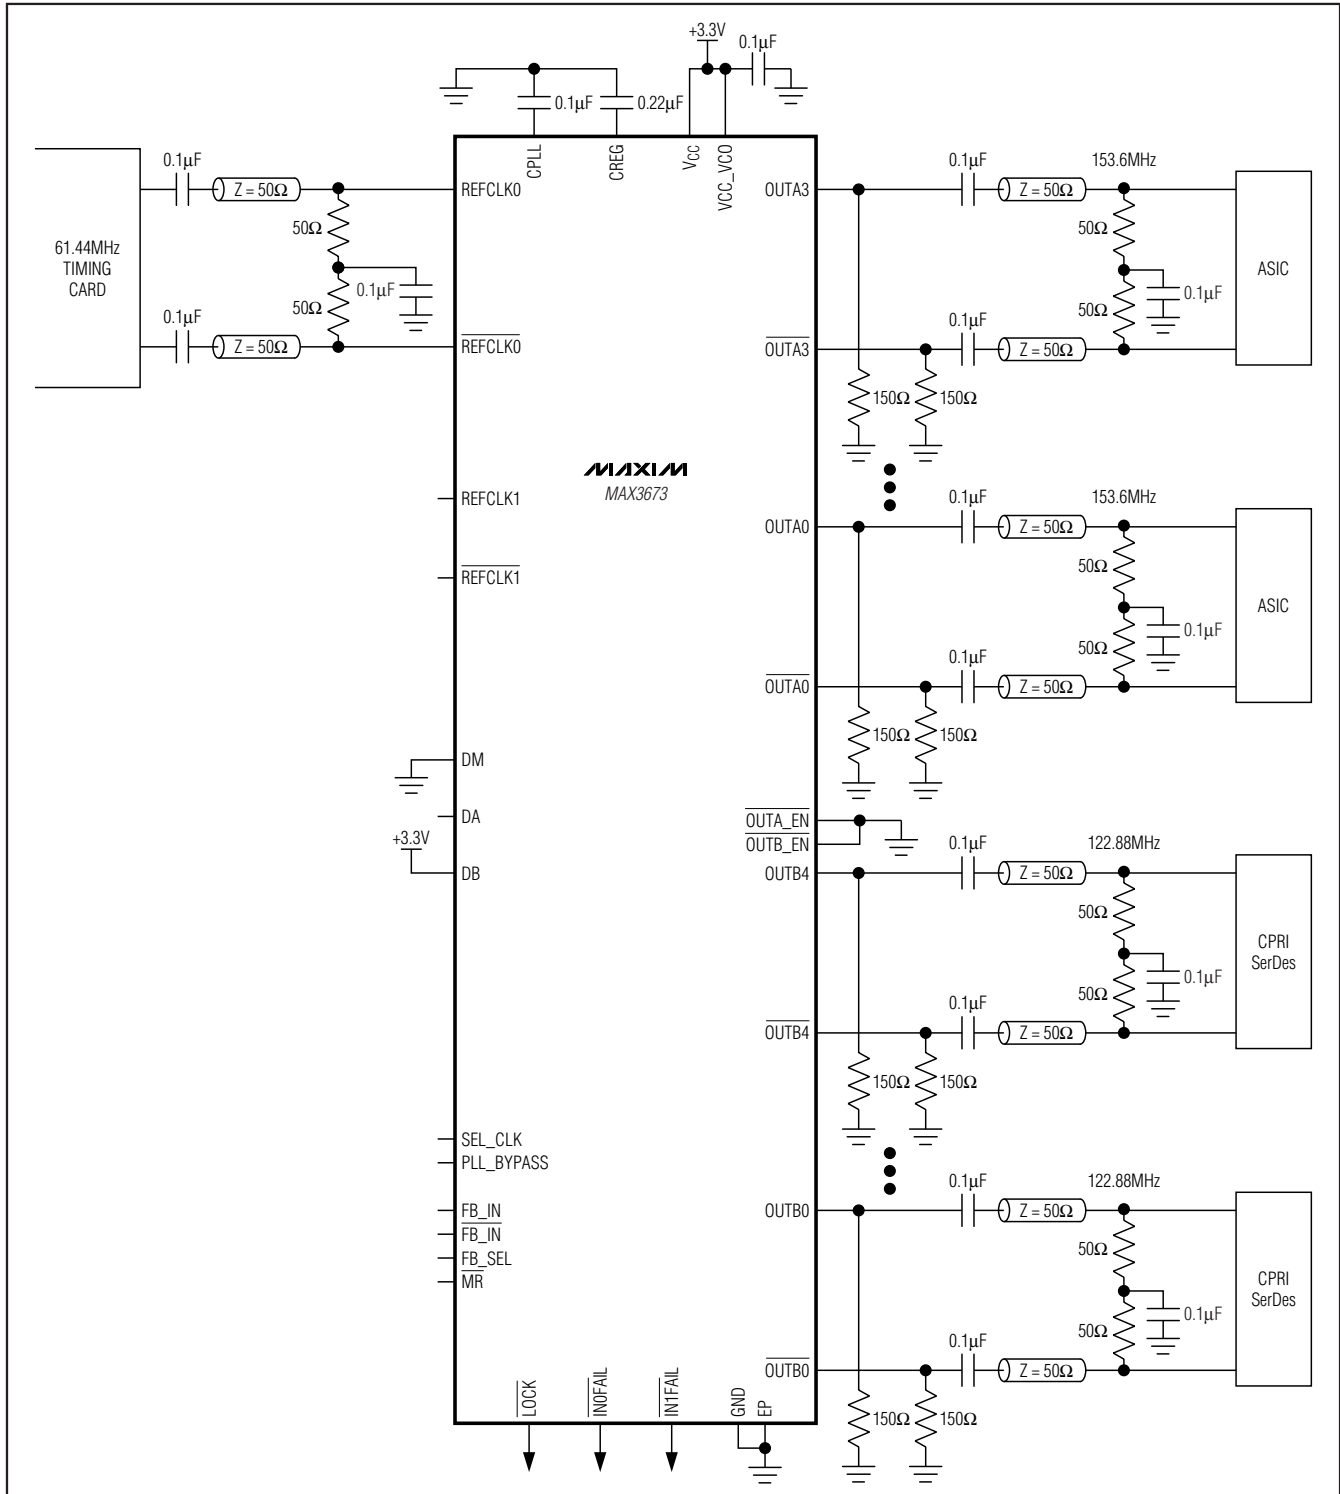 +3.3V
0.1µF
0.1µF
0.22µF
CPLL
CREG
VCC
VCC_VCO
61.44MHz
TIMING
CARD
0.1µF
Z = 50Ω
REFCLK0
50Ω
0.1µF
50Ω
0.1µF
Z = 50Ω
REFCLK0
REFCLK1
REFCLK1
MAXIM
MAX3673
DM
DA
+3.3V
DB
SEL_CLK
PLL_BYPASS
FB_IN
FB_IN
FB_SEL
MR
LOCK
IN0FAIL
IN1FAIL
GND
EP
OUTA3
0.1µF
Z = 50Ω
153.6MHz
50Ω
0.1µF
50Ω
ASIC
OUTA3
0.1µF
Z = 50Ω
150Ω
150Ω
OUTA0
0.1µF
Z = 50Ω
153.6MHz
50Ω
0.1µF
50Ω
ASIC
OUTA0
0.1µF
Z = 50Ω
150Ω
150Ω
OUTA_EN
OUTB_EN
OUTB4
0.1µF
Z = 50Ω
122.88MHz
50Ω
0.1µF
50Ω
CPRI
SerDes
OUTB4
0.1µF
Z = 50Ω
150Ω
150Ω
OUTB0
0.1µF
Z = 50Ω
122.88MHz
50Ω
0.1µF
50Ω
CPRI
SerDes
OUTB0
0.1µF
Z = 50Ω
150Ω
150Ω